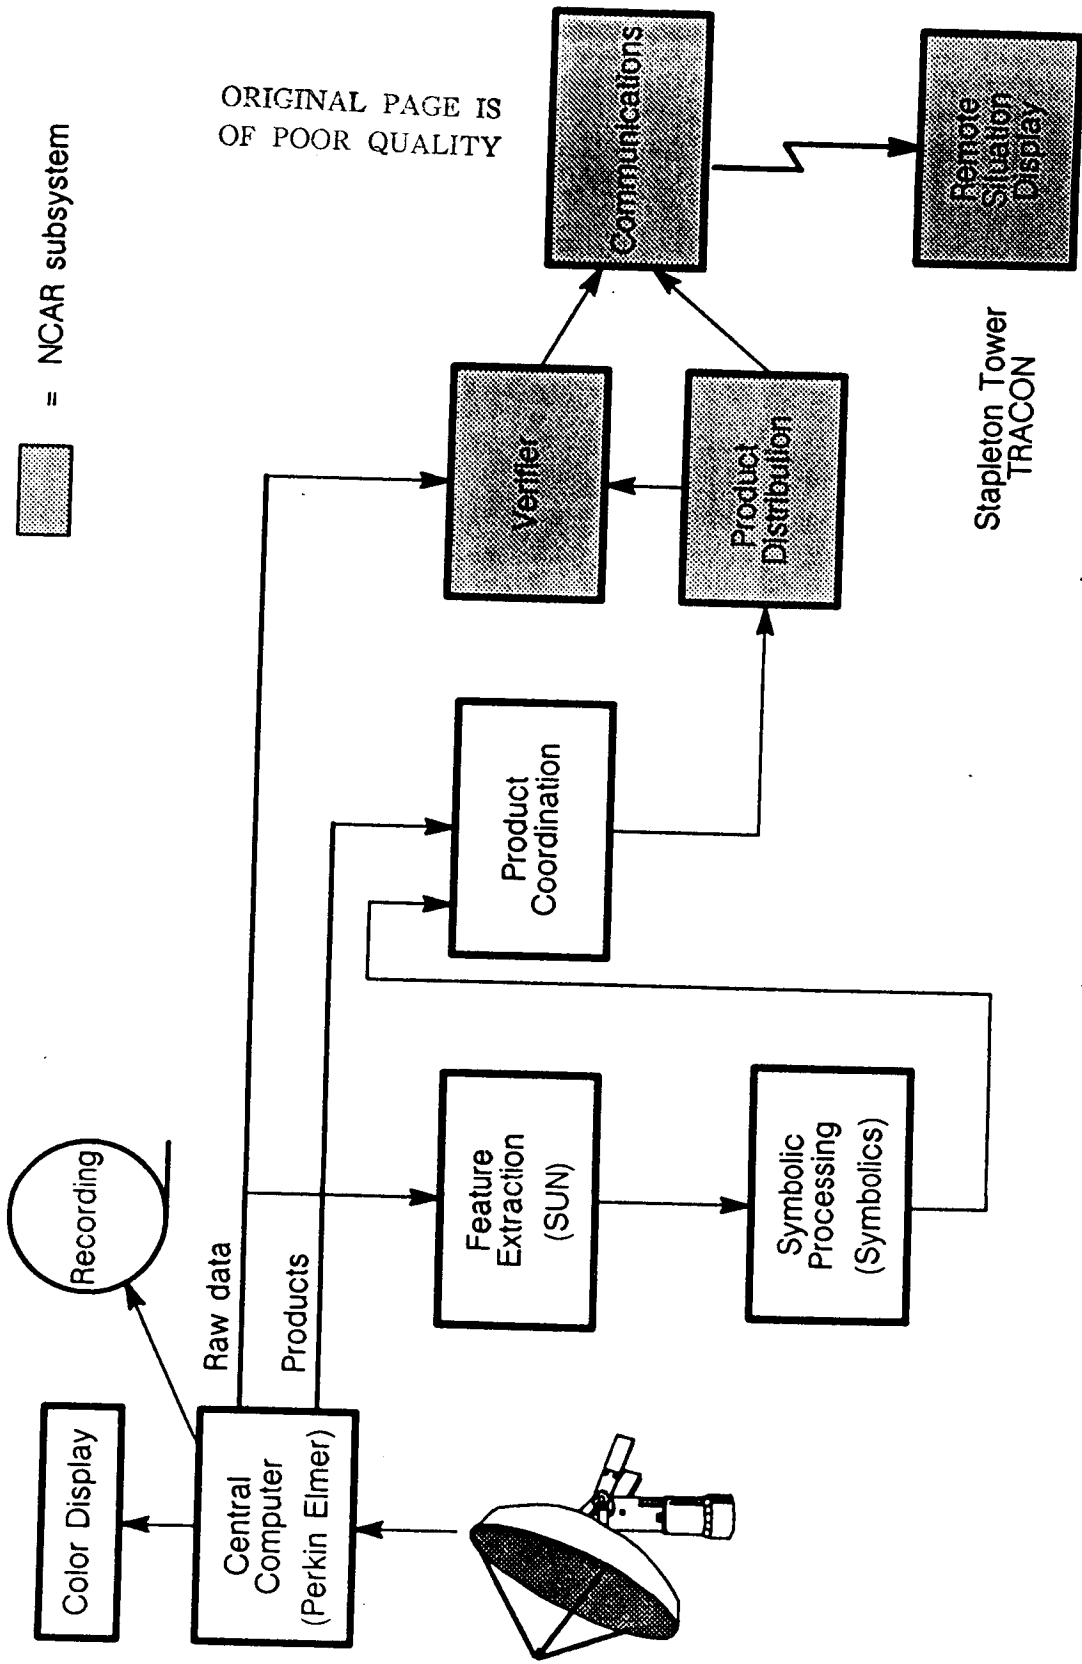 ORIGINAL PAGE IS
OF POOR QUALITY
= NCAR subsystem
Color Display
Recording
Central
Computer
(Perkin Elmer)
Raw data
Products
Feature
Extraction
(SUN)
Symbolic
Processing
(Symbolics)
Product
Coordination
Verifier
Product
Distribution
Communications
Remote
Situation
Display
Stapleton Tower
TRACON